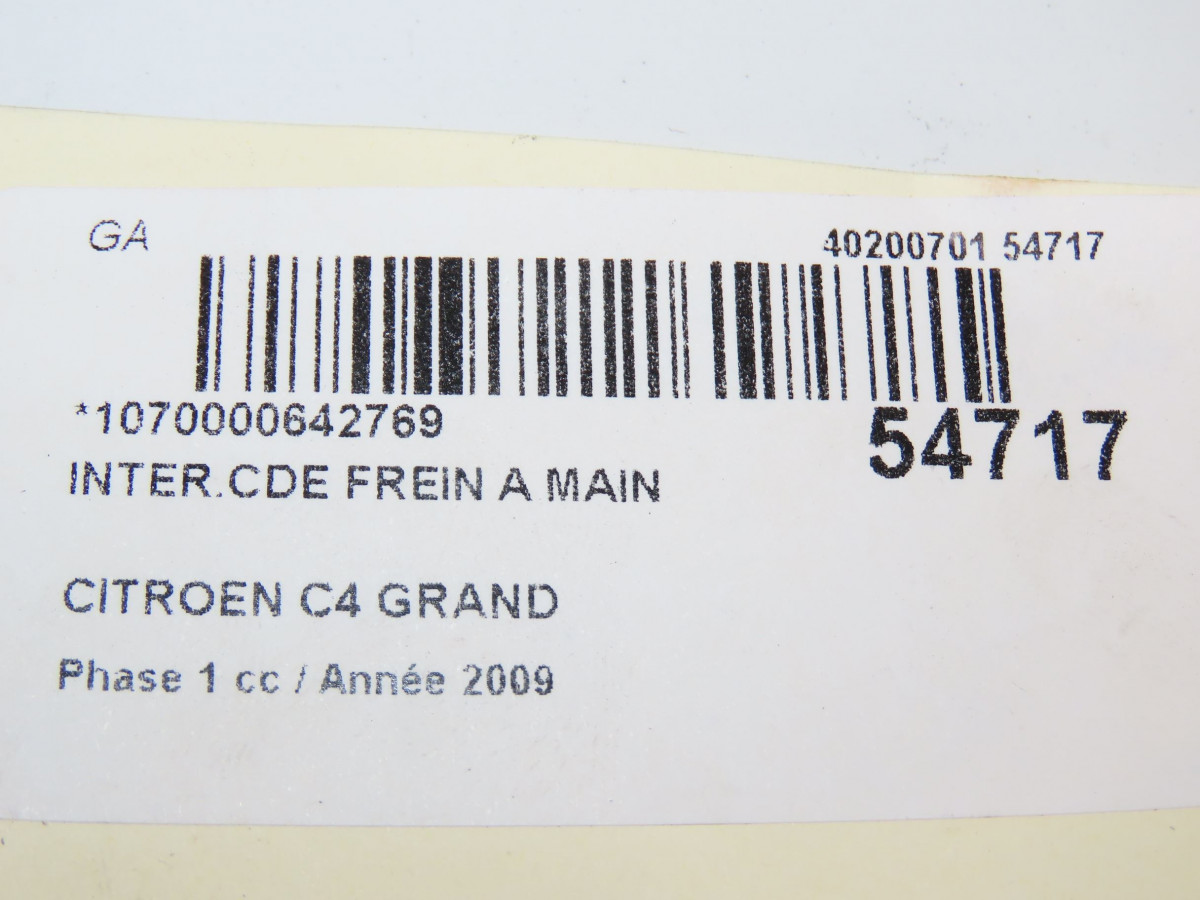 GA
40200701 54717
*1070000642769
54717
INTER.CDE FREIN A MAIN
CITROEN C4 GRAND
Phase 1 cc / Année 2009